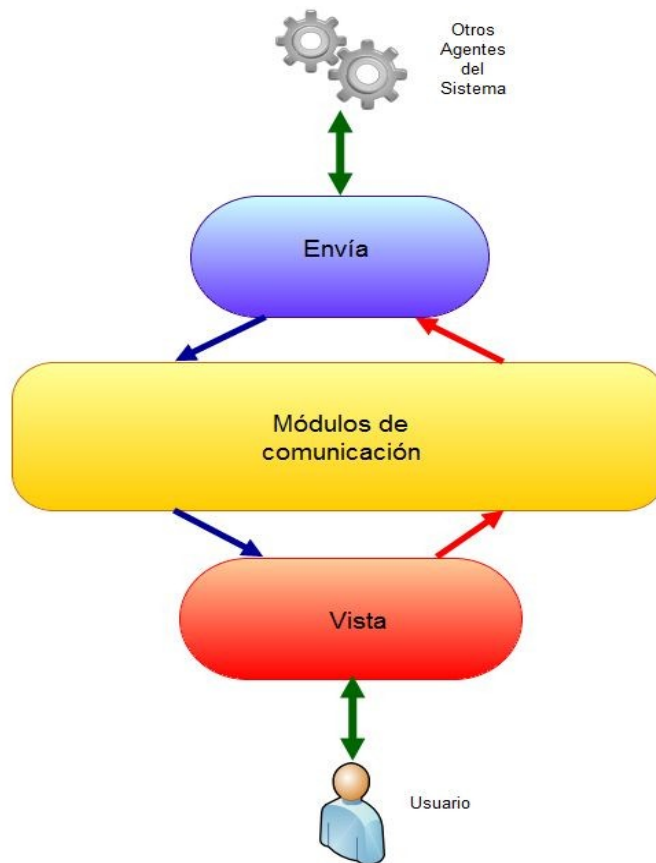 Otros
Agentes
del
Sistema
Envía
Módulos de
comunicación
Vista
Usuario